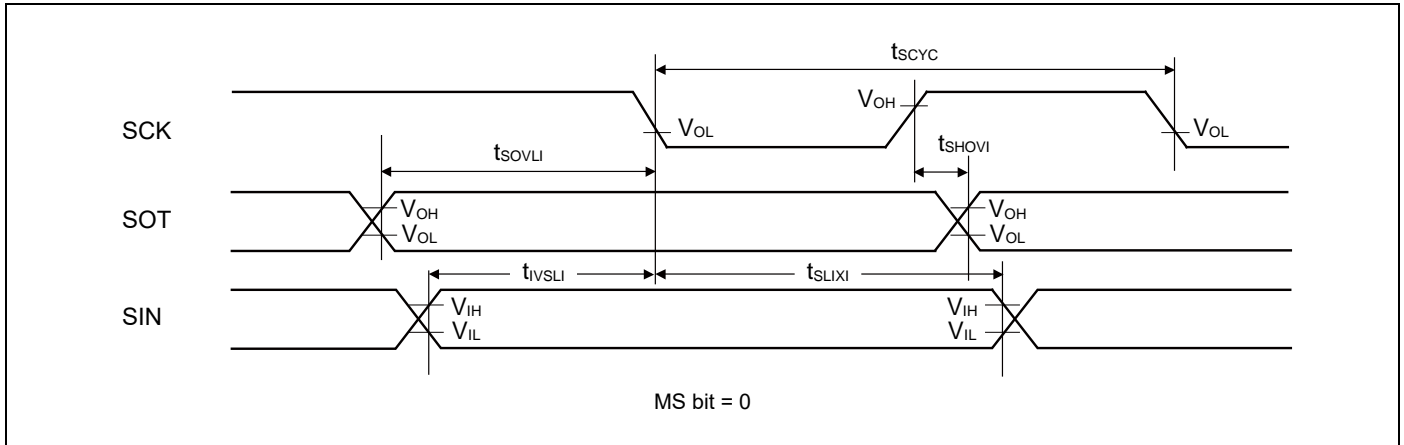 tSCYC
SCK
VOH
VOL
VOL
tSOVLI
tSHOVI
SOT
VOH
VOL
VOH
VOL
tIVSLI
tSLIXI
SIN
VIH
VIL
VIH
VIL
MS bit = 0